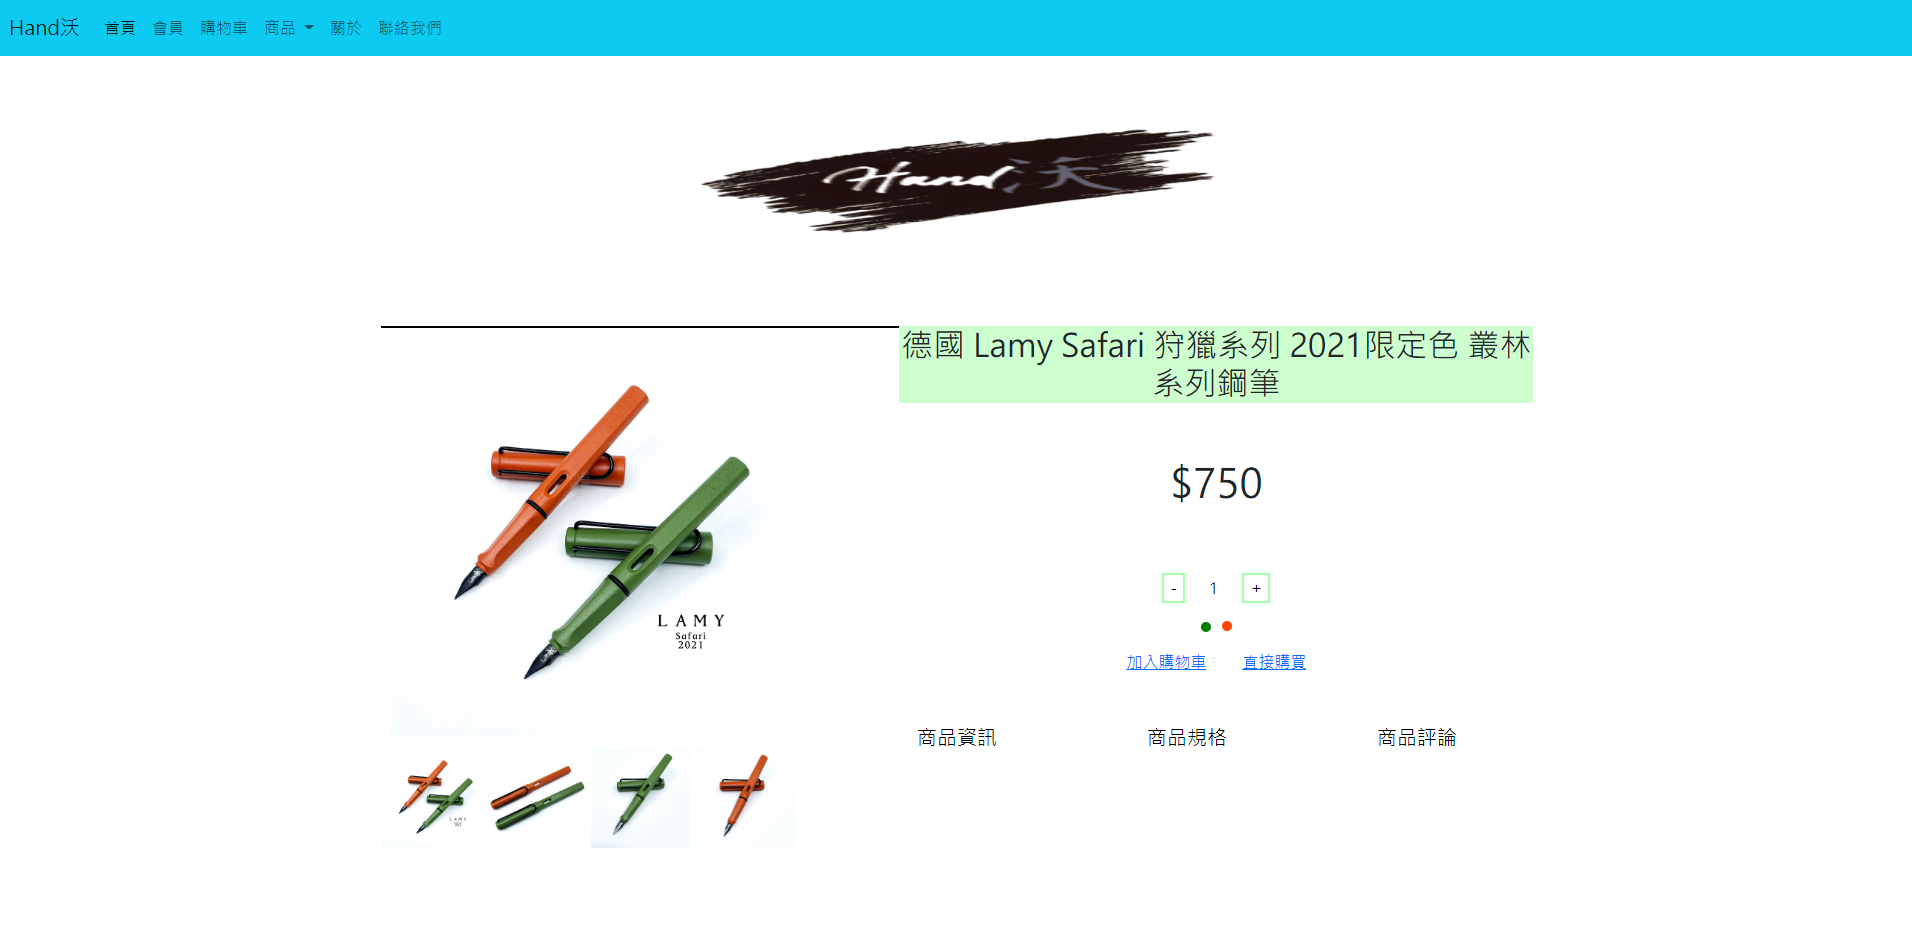 Hand沃 首頁 會員 購物車 商品 關於 聯絡我們
Hand沃
德國 Lamy Safari 狩獵系列 2021限定色 叢林
系列鋼筆
$750
- 1 +
LAMY
Safari
2021
加入購物車 直接購買
商品資訊 商品規格 商品評論
LAMY